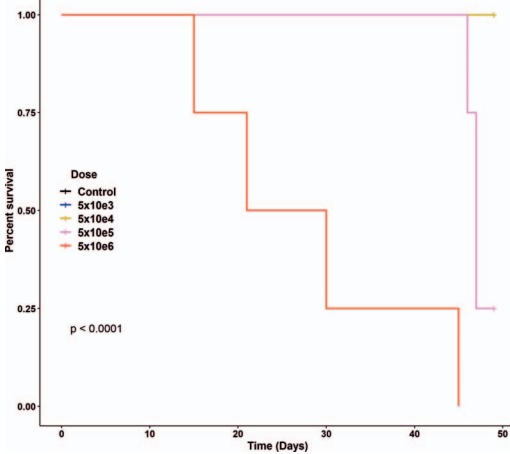 1.00
0.75
0.50
0.25
0.00
Percent survival
Dose
Control
5x10e3
5x10e4
5x10e5
5x10e6
p < 0.0001
0 10 20 30 40 50
Time (Days)